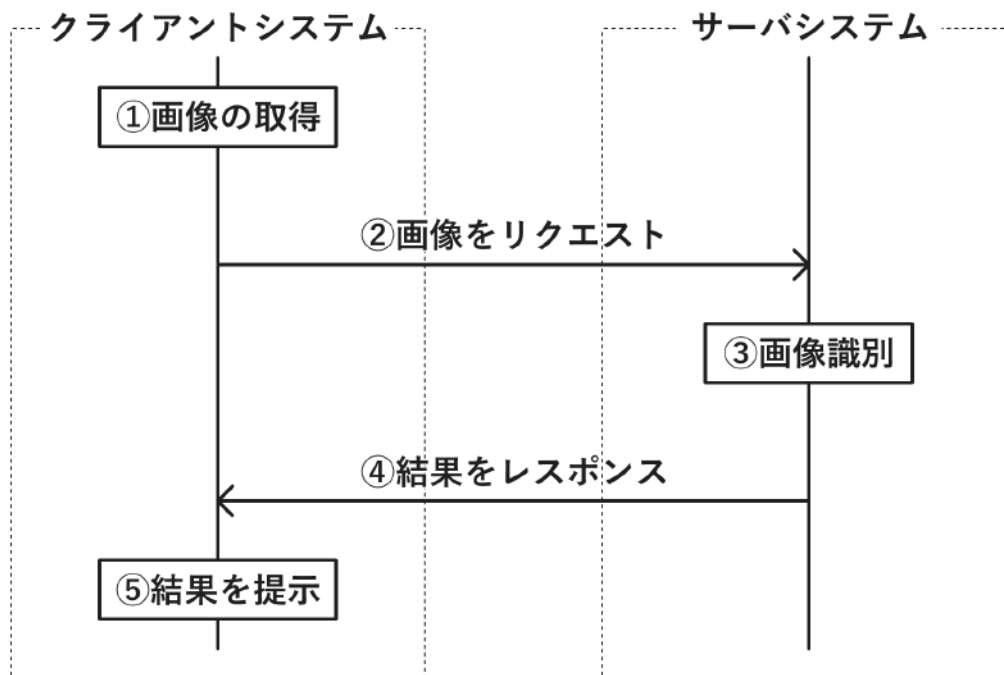 クライアントシステム
サーバシステム
①画像の取得
②画像をリクエスト
③画像識別
④結果をレスポンス
⑤結果を提示